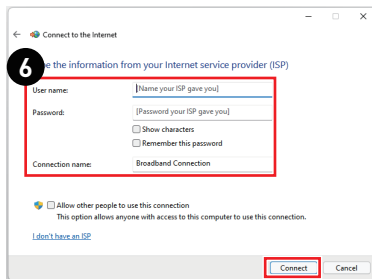 Connect to the Internet
6
e the information from your Internet service provider (ISP)
User name:
[Name your ISP gave you]
Password:
[Password your ISP gave you]
Show characters
Remember this password
Connection name:
Broadband Connection
Allow other people to use this connection
This option allows anyone with access to this computer to use this connection.
I don't have an ISP
Connect
Cancel